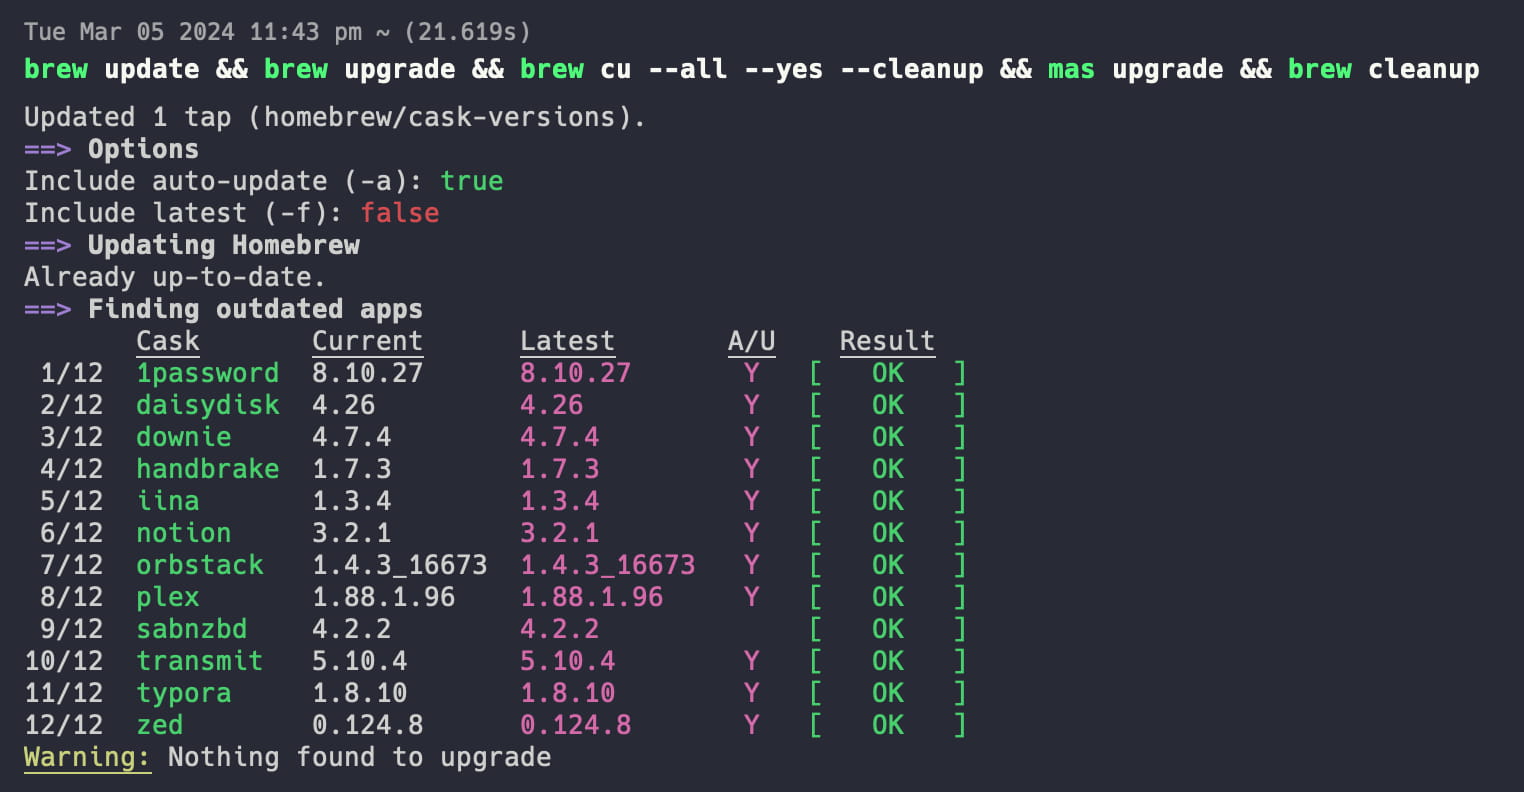 Tue Mar 05 2024 11:43 pm ~ (21.619s)
brew update && brew upgrade && brew cu --all --yes --cleanup && mas upgrade && brew cleanup
Updated 1 tap (homebrew/cask-versions).
==> Options
Include auto-update (-a): true
Include latest (-f): false
==> Updating Homebrew
Already up-to-date.
==> Finding outdated apps
       Cask       Current      Latest       A/U    Result
 1/12  1password  8.10.27      8.10.27       Y   [   OK   ]
 2/12  daisydisk  4.26         4.26          Y   [   OK   ]
 3/12  downie     4.7.4        4.7.4         Y   [   OK   ]
 4/12  handbrake  1.7.3        1.7.3         Y   [   OK   ]
 5/12  iina       1.3.4        1.3.4         Y   [   OK   ]
 6/12  notion     3.2.1        3.2.1         Y   [   OK   ]
 7/12  orbstack   1.4.3_16673  1.4.3_16673   Y   [   OK   ]
 8/12  plex       1.88.1.96    1.88.1.96     Y   [   OK   ]
 9/12  sabnzbd    4.2.2        4.2.2             [   OK   ]
10/12  transmit   5.10.4       5.10.4        Y   [   OK   ]
11/12  typora     1.8.10       1.8.10        Y   [   OK   ]
12/12  zed        0.124.8      0.124.8       Y   [   OK   ]
Warning: Nothing found to upgrade